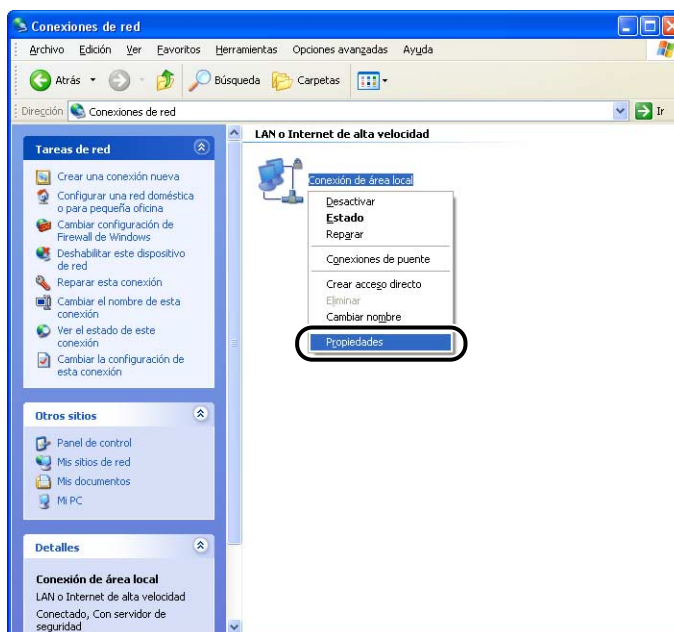 Conexiones de red
Archivo Edición Ver Favoritos Herramientas Opciones avanzadas Ayuda
Atrás Búsqueda Carpetas
Dirección Conexiones de red Ir
Tareas de red
Crear una conexión nueva
Configurar una red doméstica
o para pequeña oficina
Cambiar configuración de
Firewall de Windows
Deshabilitar este dispositivo
de red
Reparar esta conexión
Cambiar el nombre de esta
conexión
Ver el estado de este
conexión
Cambiar la configuración de
esta conexión
Otros sitios
Panel de control
Mis sitios de red
Mis documentos
Mi PC
Detalles
Conexión de área local
LAN o Internet de alta velocidad
Conectado, Con servidor de
seguridad
LAN o Internet de alta velocidad
Conexión de área local
Desactivar
Estado
Reparar
Conexiones de puente
Crear acceso directo
Eliminar
Cambiar nombre
Propiedades